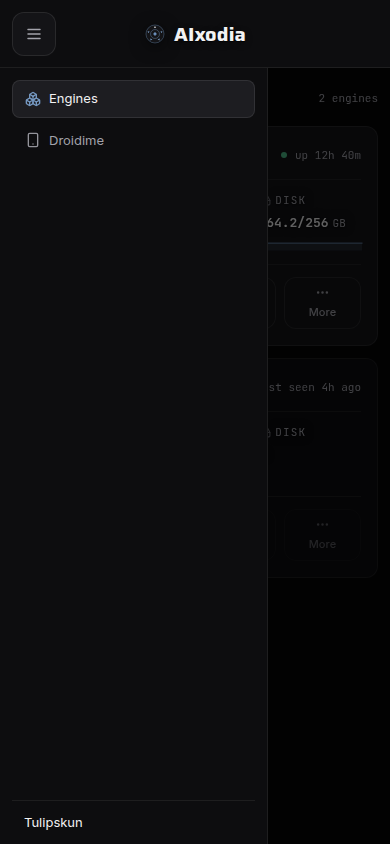 AIxodia
Engines
Droidime
2 engines
up 12h 40m
DISK
64.2/256 GB
More
st seen 4h ago
DISK
More
Tulipskun